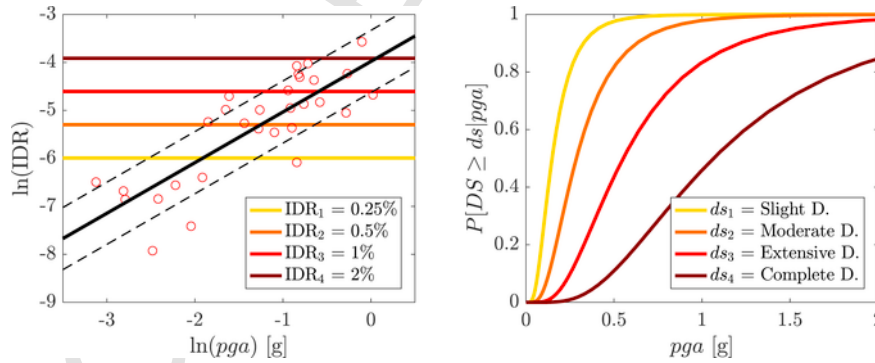 -3
-4
-5
-6
-7
-8
-9
ln(IDR)
IDR₁ = 0.25%
IDR₂ = 0.5%
IDR₃ = 1%
IDR₄ = 2%
-3 -2 -1 0
ln(pga) [g]
1
0.8
0.6
0.4
0.2
0
P[DS ≥ ds|pga]
ds₁ = Slight D.
ds₂ = Moderate D.
ds₃ = Extensive D.
ds₄ = Complete D.
0 0.5 1 1.5 2
pga [g]